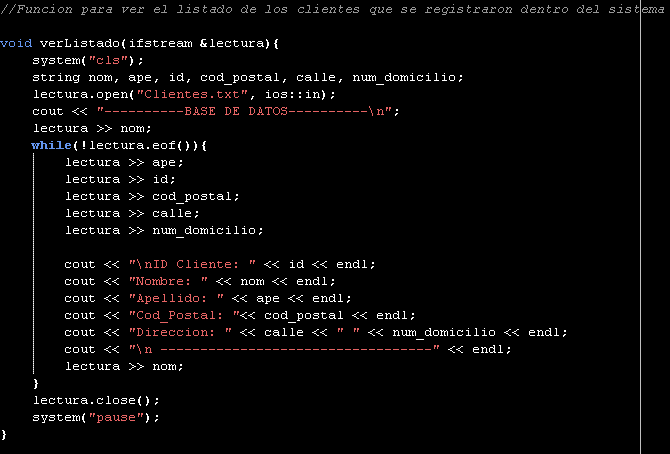 //Funcion para ver el listado de los clientes que se registraron dentro del sistema
void verListado(ifstream &lectura){
system("cls");
string nom, ape, id, cod_postal, calle, num_domicilio;
lectura.open("Clientes.txt", ios::in);
cout << "----------BASE DE DATOS----------\n";
lectura >> nom;
while(!lectura.eof()){
lectura >> ape;
lectura >> id;
lectura >> cod_postal;
lectura >> calle;
lectura >> num_domicilio;
cout << "\nID Cliente: " << id << endl;
cout << "Nombre: " << nom << endl;
cout << "Apellido: " << ape << endl;
cout << "Cod_Postal: "<< cod_postal << endl;
cout << "Direccion: " << calle << " " << num_domicilio << endl;
cout << "\n ----------------------------------" << endl;
lectura >> nom;
}
lectura.close();
system("pause");
}